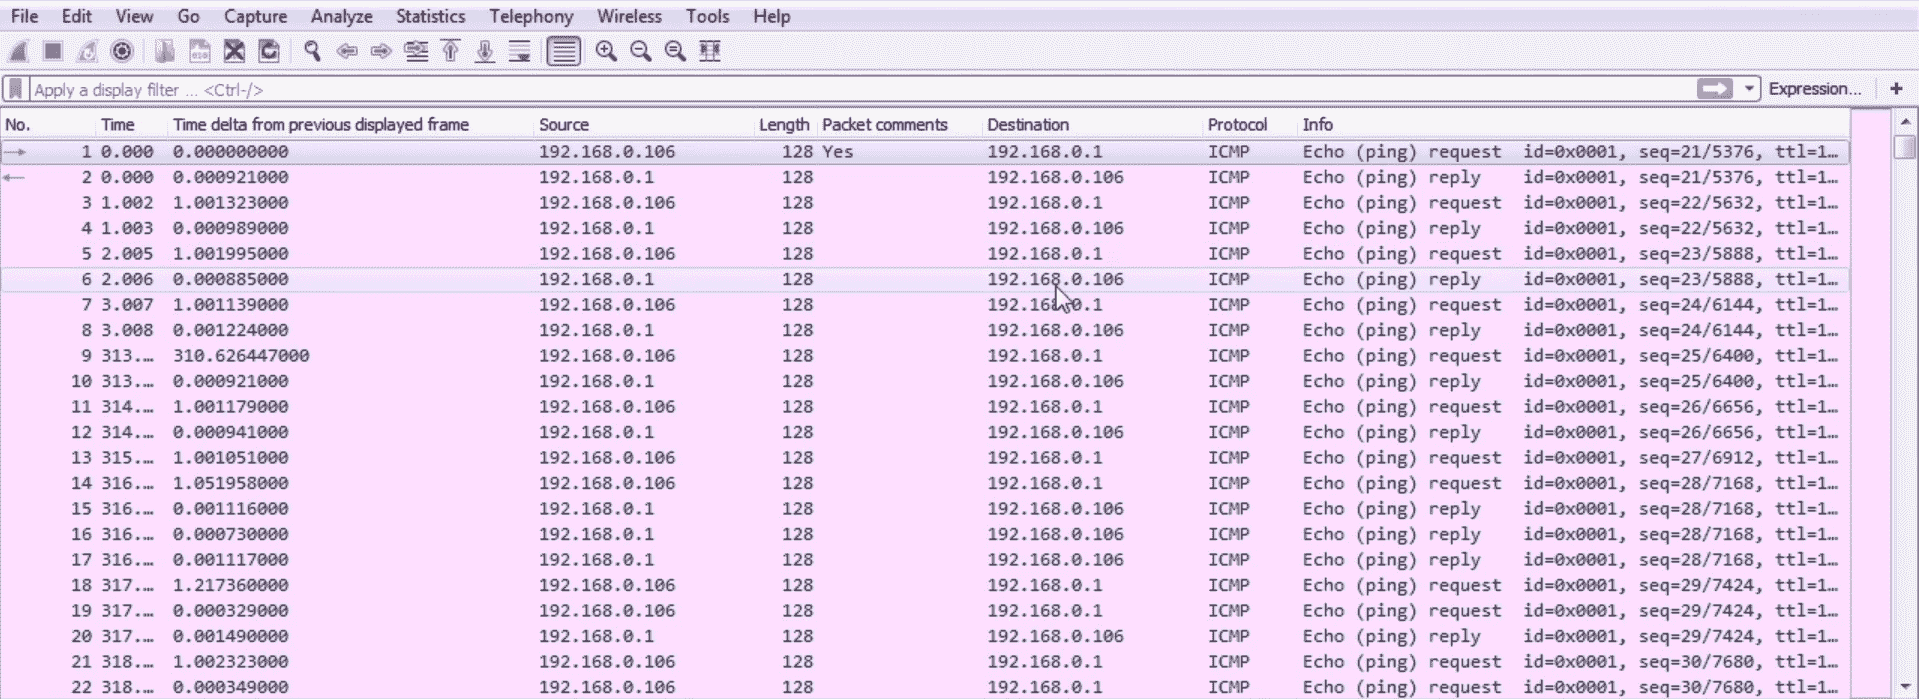 File Edit View Go Capture Analyze Statistics Telephony Wireless Tools Help
Apply a display filter ... <Ctrl-/> Expression... +
No. Time Time delta from previous displayed frame Source Length Packet comments Destination Protocol Info
1 0.000 0.000000000 192.168.0.106 128 Yes 192.168.0.1 ICMP Echo (ping) request id=0x0001, seq=21/5376, ttl=1…
2 0.000 0.000921000 192.168.0.1 128 192.168.0.106 ICMP Echo (ping) reply id=0x0001, seq=21/5376, ttl=1…
3 1.002 1.001323000 192.168.0.106 128 192.168.0.1 ICMP Echo (ping) request id=0x0001, seq=22/5632, ttl=1…
4 1.003 0.000989000 192.168.0.1 128 192.168.0.106 ICMP Echo (ping) reply id=0x0001, seq=22/5632, ttl=1…
5 2.005 1.001995000 192.168.0.106 128 192.168.0.1 ICMP Echo (ping) request id=0x0001, seq=23/5888, ttl=1…
6 2.006 0.000885000 192.168.0.1 128 192.168.0.106 ICMP Echo (ping) reply id=0x0001, seq=23/5888, ttl=1…
7 3.007 1.001139000 192.168.0.106 128 192.168.0.1 ICMP Echo (ping) request id=0x0001, seq=24/6144, ttl=1…
8 3.008 0.001224000 192.168.0.1 128 192.168.0.106 ICMP Echo (ping) reply id=0x0001, seq=24/6144, ttl=1…
9 313.… 310.626447000 192.168.0.106 128 192.168.0.1 ICMP Echo (ping) request id=0x0001, seq=25/6400, ttl=1…
10 313.… 0.000921000 192.168.0.1 128 192.168.0.106 ICMP Echo (ping) reply id=0x0001, seq=25/6400, ttl=1…
11 314.… 1.001179000 192.168.0.106 128 192.168.0.1 ICMP Echo (ping) request id=0x0001, seq=26/6656, ttl=1…
12 314.… 0.000941000 192.168.0.1 128 192.168.0.106 ICMP Echo (ping) reply id=0x0001, seq=26/6656, ttl=1…
13 315.… 1.001051000 192.168.0.106 128 192.168.0.1 ICMP Echo (ping) request id=0x0001, seq=27/6912, ttl=1…
14 316.… 1.051958000 192.168.0.106 128 192.168.0.1 ICMP Echo (ping) request id=0x0001, seq=28/7168, ttl=1…
15 316.… 0.001116000 192.168.0.1 128 192.168.0.106 ICMP Echo (ping) reply id=0x0001, seq=28/7168, ttl=1…
16 316.… 0.000730000 192.168.0.1 128 192.168.0.106 ICMP Echo (ping) reply id=0x0001, seq=28/7168, ttl=1…
17 316.… 0.001117000 192.168.0.1 128 192.168.0.106 ICMP Echo (ping) reply id=0x0001, seq=28/7168, ttl=1…
18 317.… 1.217360000 192.168.0.106 128 192.168.0.1 ICMP Echo (ping) request id=0x0001, seq=29/7424, ttl=1…
19 317.… 0.000329000 192.168.0.106 128 192.168.0.1 ICMP Echo (ping) request id=0x0001, seq=29/7424, ttl=1…
20 317.… 0.001490000 192.168.0.1 128 192.168.0.106 ICMP Echo (ping) reply id=0x0001, seq=29/7424, ttl=1…
21 318.… 1.002323000 192.168.0.106 128 192.168.0.1 ICMP Echo (ping) request id=0x0001, seq=30/7680, ttl=1…
22 318.… 0.000349000 192.168.0.106 128 192.168.0.1 ICMP Echo (ping) request id=0x0001, seq=30/7680, ttl=1…